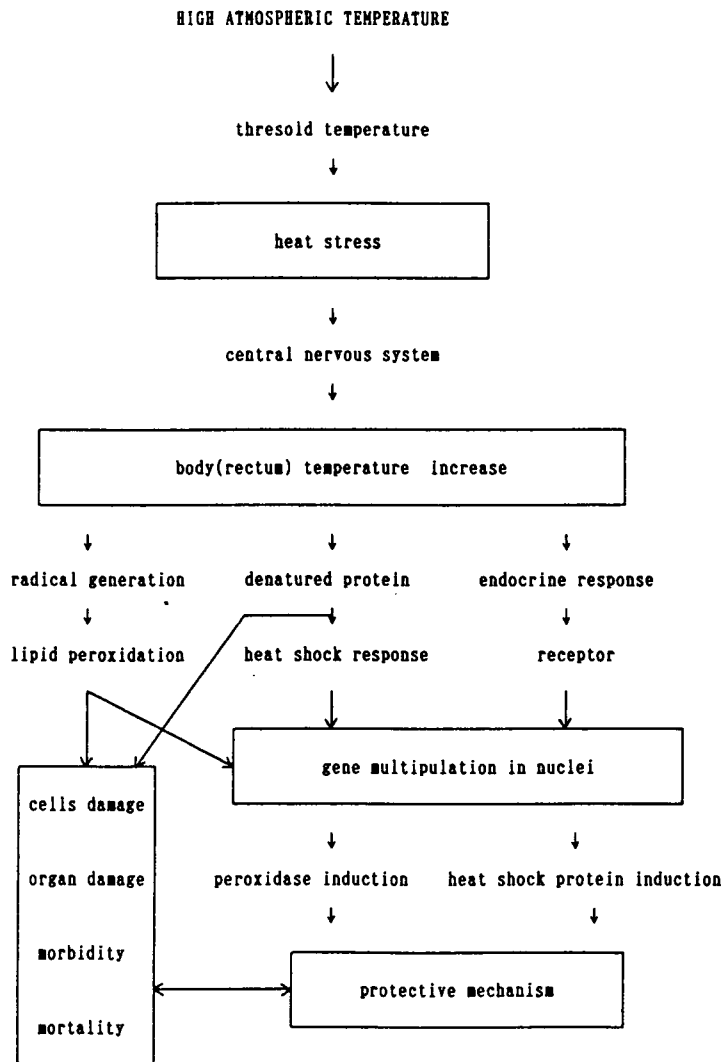 HIGH ATMOSPHERIC TEMPERATURE
thresold temperature
heat stress
central nervous system
body(rectum) temperature increase
radical generation denatured protein endocrine response
lipid peroxidation heat shock response receptor
gene multipulation in nuclei
cells damage
peroxidase induction heat shock protein induction
organ damage
morbidity
protective mechanism
mortality